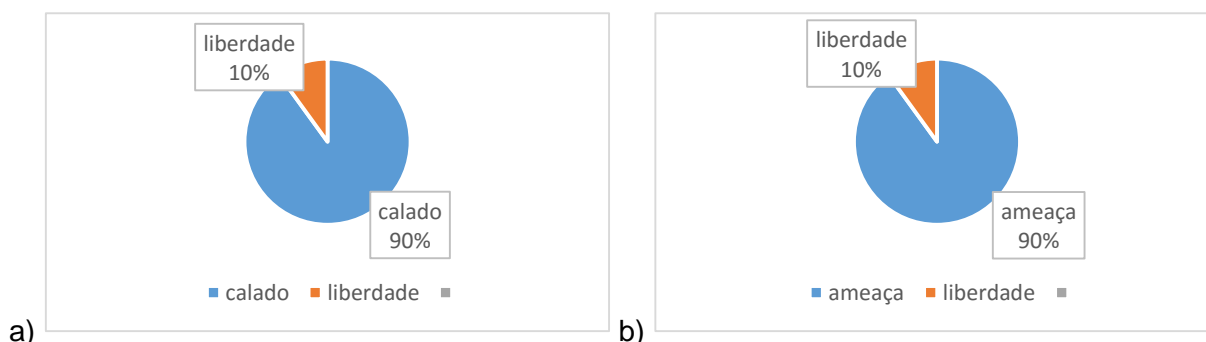 liberdade
10%
calado
90%
calado liberdade
a)
liberdade
10%
ameaça
90%
ameaça liberdade
b)